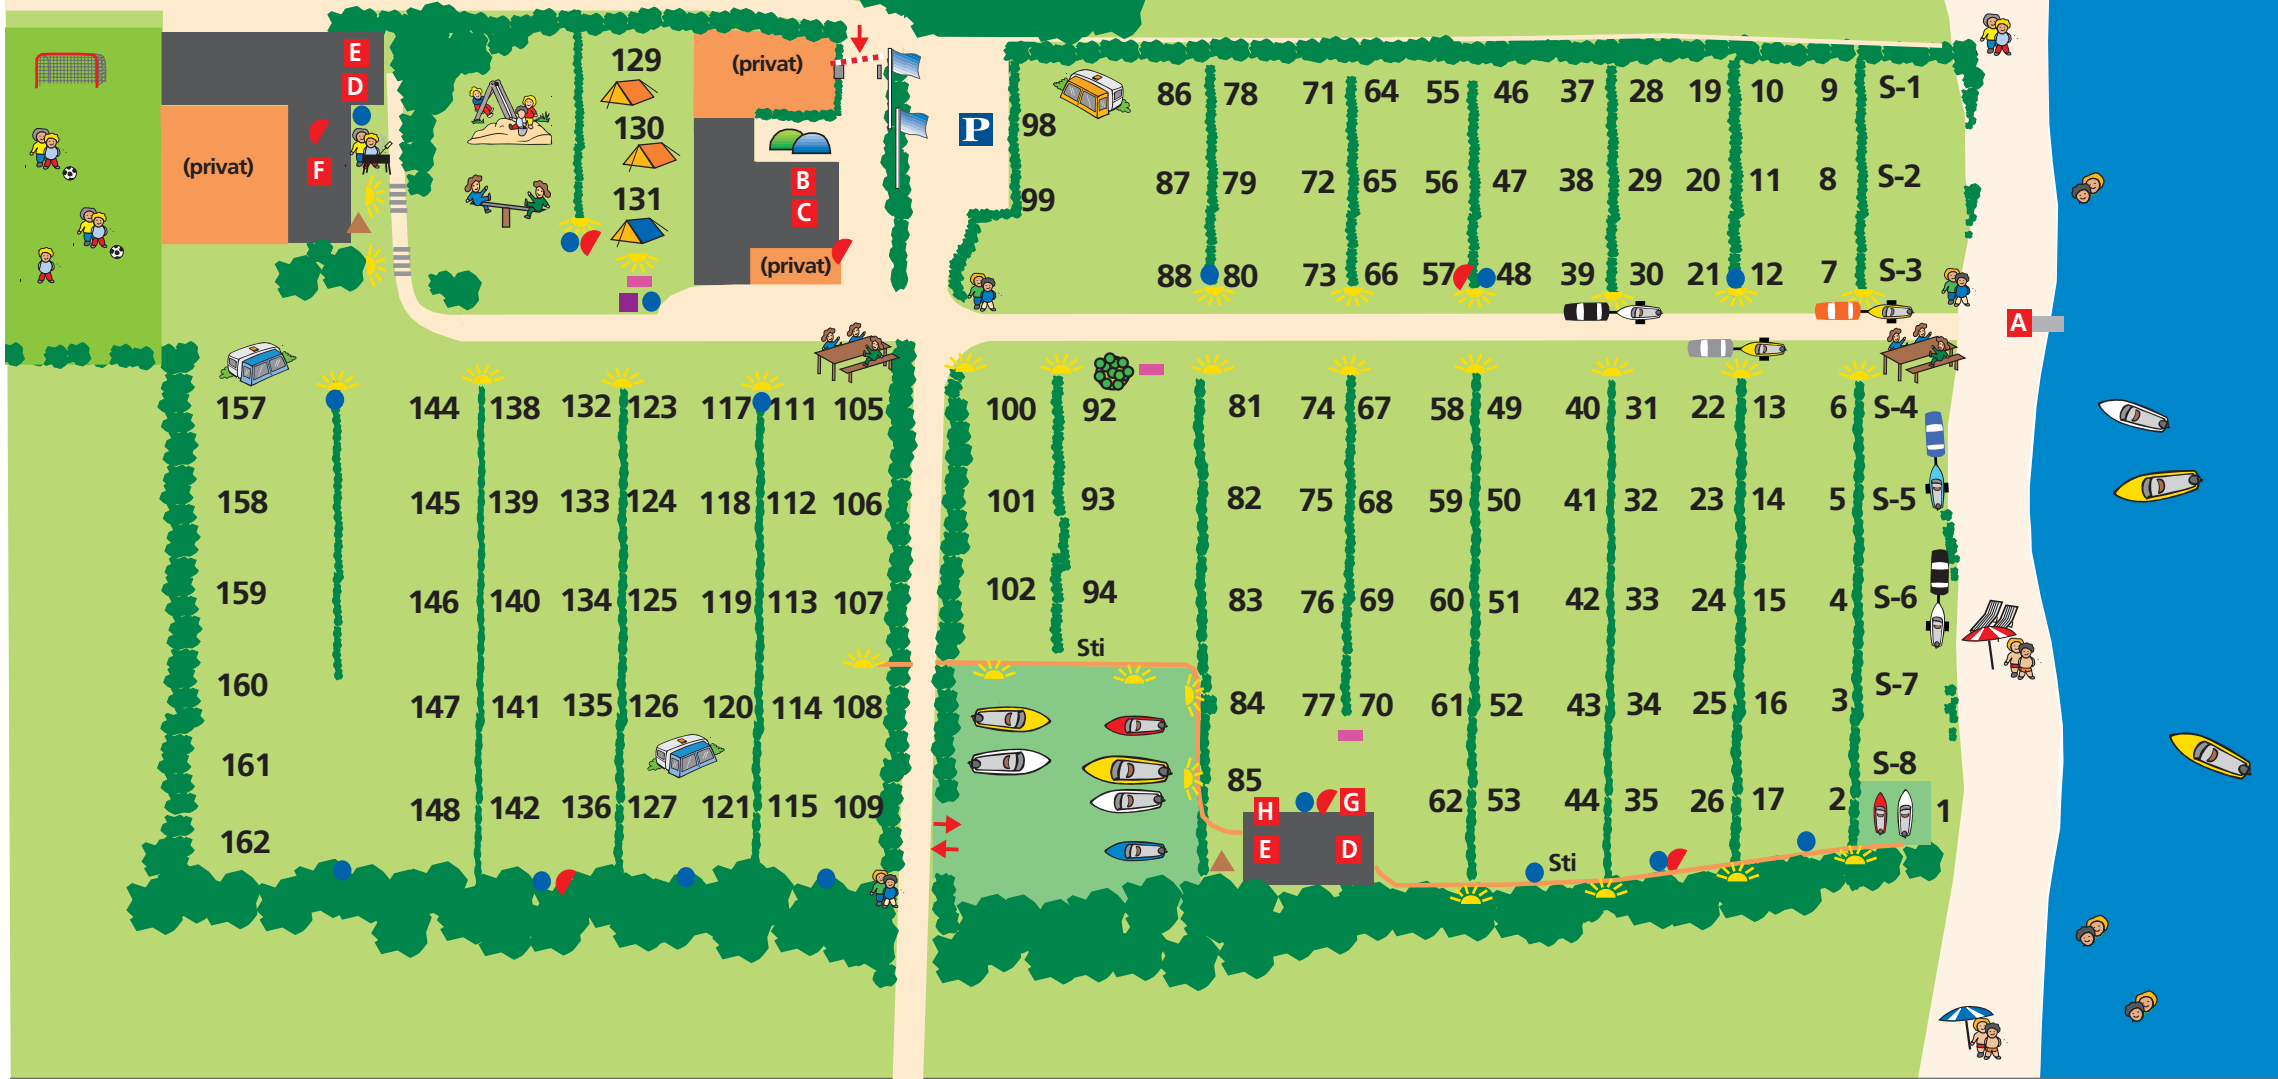 E
D
F
(privat)
129
130
131
(privat)
B
C
(privat)
P
98
99
86 78 71 64 55 46 37 28 19 10 9 S-1
87 79 72 65 56 47 38 29 20 11 8 S-2
88 80 73 66 57 48 39 30 21 12 7 S-3
A
157 144 138 132 123 117 111 105 100 92 81 74 67 58 49 40 31 22 13 6 S-4
158 145 139 133 124 118 112 106 101 93 82 75 68 59 50 41 32 23 14 5 S-5
159 146 140 134 125 119 113 107 102 94 83 76 69 60 51 42 33 24 15 4 S-6
Sti
160 147 141 135 126 120 114 108 84 77 70 61 52 43 34 25 16 3 S-7
161 85 S-8
162 148 142 136 127 121 115 109 62 53 44 35 26 17 2 1
H G
E D
Sti